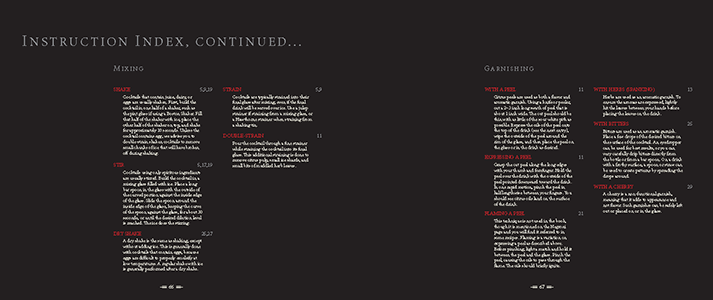 INSTRUCTION INDEX, CONTINUED...
MIXING
SHAKE 5,9,19
Cocktails that contain juice, dairy, or
eggs are usually shaken. First, build the
cocktail in one half of a shaker, such as
the pint glass if using a Boston Shaker. Fill
that half of the shaker with ice, place the
other half of the shaker on top, and shake
for approximately 10 seconds. Unless the
cocktail contains egg, we advise you to
double strain shaken cocktails to remove
small shards of ice that will have broken
off during shaking.
STIR 5,17,19
Cocktails using only spirituous ingredients
are usually stirred. Build the cocktail in a
mixing glass filled with ice. Place a long
bar spoon in the glass with the outside of
the curved portion against the inside edge
of the glass. Slide the spoon around the
inside edge of the glass, keeping the curve
of the spoon against the glass, for about 30
seconds, or until the desired dilution level
is reached. Then
DRY SHAKE 26,27
A dry shake is the same as shaking, except
without adding ice. This is generally done
with cocktails that contain eggs, because
eggs are difficult to properly emulsify at
low temperatures. A regular shake with ice
is generally performed after a dry shake.
STRAIN 5,9
Cocktails are typically strained into their
final glass after mixing, even if the final
drink will be served over ice. Use a julep
strainer if straining from a mixing glass, or
a Hawthorne strainer when straining from
a shaking tin.
DOUBLE-STRAIN 11
Pour the cocktail through a fine strainer
while straining the cocktail into its final
glass. This additional straining is done to
remove citrus pulp, small ice shards, and
small bits of muddled herb leaves.
66
GARNISHING
WITH A PEEL 11
Citrus peels are used as both a flavor and
aromatic garnish. Using a knife or peeler,
cut a 2-3 inch long swath of peel that is
about 1 inch wide. The cut peel should be
thin with as little of the sour white pith as
possible. Express the oils of the peel onto
the top of the drink (see the next entry),
wipe the outside of the peel around the
rim of the glass, and then place the peel on
the glass or in the drink as desired.
EXPRESSING A PEEL 11
Grasp the cut peel along the long edges
with your thumb and forefinger. Hold the
peel over the drink with the outside of the
peel pointed downward toward the drink.
In one rapid motion, pinch the peel in
half lengthwise between your fingers. You
should see citrus oils land on the surface
of the drink.
FLAMING A PEEL 21
This technique is not used in the book,
though it is mentioned on the
page and you will find it referred to in
some recipes. Flaming is a variation on
expressing a peel as described above.
Before pinching, light a match and hold it
between the peel and the glass. Pinch the
peel, causing the oils to pass through the
flame. The oils should briefly ignite.
WITH HERBS (SPANKING) 13
Herbs are used as an aromatic garnish. To
ensure the aromas are expressed, lightly
hit the leaves between your hands before
placing the leaves on the drink.
WITH BITTERS 26
Bitters are used as an aromatic garnish.
Place a few drops of the desired bitters on
the surface of the cocktail. An eyedropper
can be used for best results, or you can
very carefully drip bitters directly from
the bottle or from a bar spoon. On a drink
with a frothy surface, a spoon or straw can
be used to create patterns by spreading the
drops around.
WITH A CHERRY 29
A cherry is a non-functional garnish,
meaning that it adds to appearance and
not flavor. Such garnishes can be safely left
out or placed on or in the glass.
67